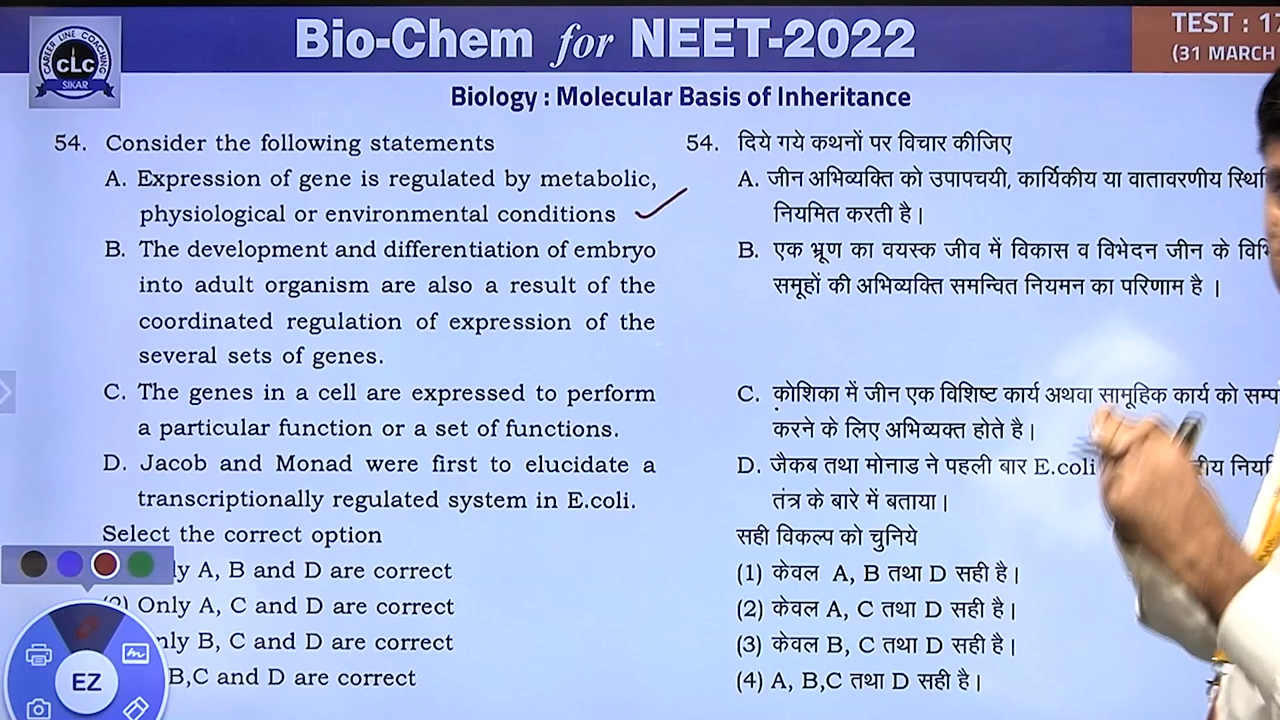 CAREER LINE COACHING
CLC
SIKAR
Bio-Chem for NEET-2022
TEST : 17
(31 MARCH
Biology : Molecular Basis of Inheritance
54. Consider the following statements
A. Expression of gene is regulated by metabolic,
physiological or environmental conditions
B. The development and differentiation of embryo
into adult organism are also a result of the
coordinated regulation of expression of the
several sets of genes.
C. The genes in a cell are expressed to perform
a particular function or a set of functions.
D. Jacob and Monad were first to elucidate a
transcriptionally regulated system in E.coli.
Select the correct option
ly A, B and D are correct
(2) Only A, C and D are correct
nly B, C and D are correct
B,C and D are correct
EZ
54. दिये गये कथनों पर विचार कीजिए
A. जीन अभिव्यक्ति को उपापचयी, कार्यिकीय या वातावरणीय
नियमित करती है।
B. एक भ्रूण का वयस्क जीव में विकास व विभेदन जीन के
समूहों की अभिव्यक्ति समन्वित नियमन का परिणाम है ।
C. कोशिका में जीन एक विशिष्ट कार्य अथवा सामूहिक कार्य को
करने के लिए अभिव्यक्त होते है।
D. जैकब तथा मोनाड ने पहली बार E.coli
तंत्र के बारे में बताया।
सही विकल्प को चुनिये
(1) केवल A, B तथा D सही है।
(2) केवल A, C तथा D सही है।
(3) केवल B, C तथा D सही है।
(4) A, B,C तथा D सही है।